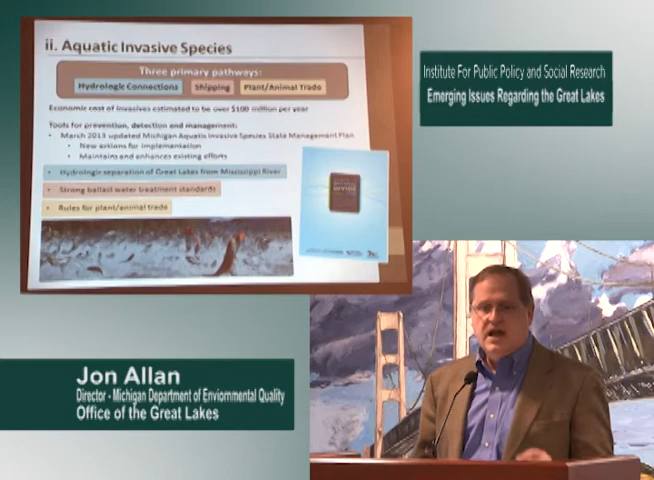 ii. Aquatic Invasive Species
Three primary pathways:
Hydrologic Connections Shipping Plant/Animal Trade
Economic cost of invasives estimated to be over $100 million per year
Tools for prevention, detection and management:
• March 2013 updated Michigan Aquatic Invasive Species State Management Plan
• New actions for implementation
• Maintains and enhances existing efforts
• Hydrologic separation of Great Lakes from Mississippi River
• Strong ballast water treatment standards
• Rules for plant/animal trade
Institute For Public Policy and Social Research
Emerging Issues Regarding the Great Lakes
Jon Allan
Director - Michigan Department of Enviornmental Quality
Office of the Great Lakes